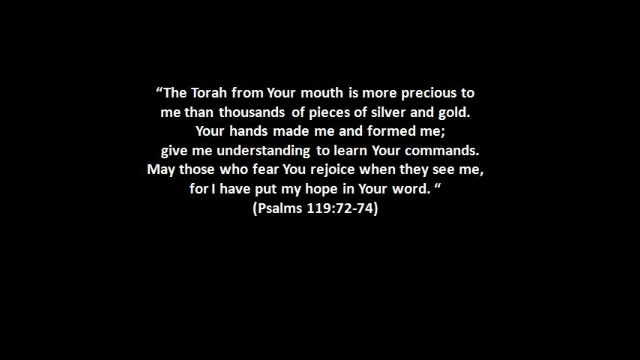 “The Torah from Your mouth is more precious to
me than thousands of pieces of silver and gold.
Your hands made me and formed me;
give me understanding to learn Your commands.
May those who fear You rejoice when they see me,
for I have put my hope in Your word. “
(Psalms 119:72-74)